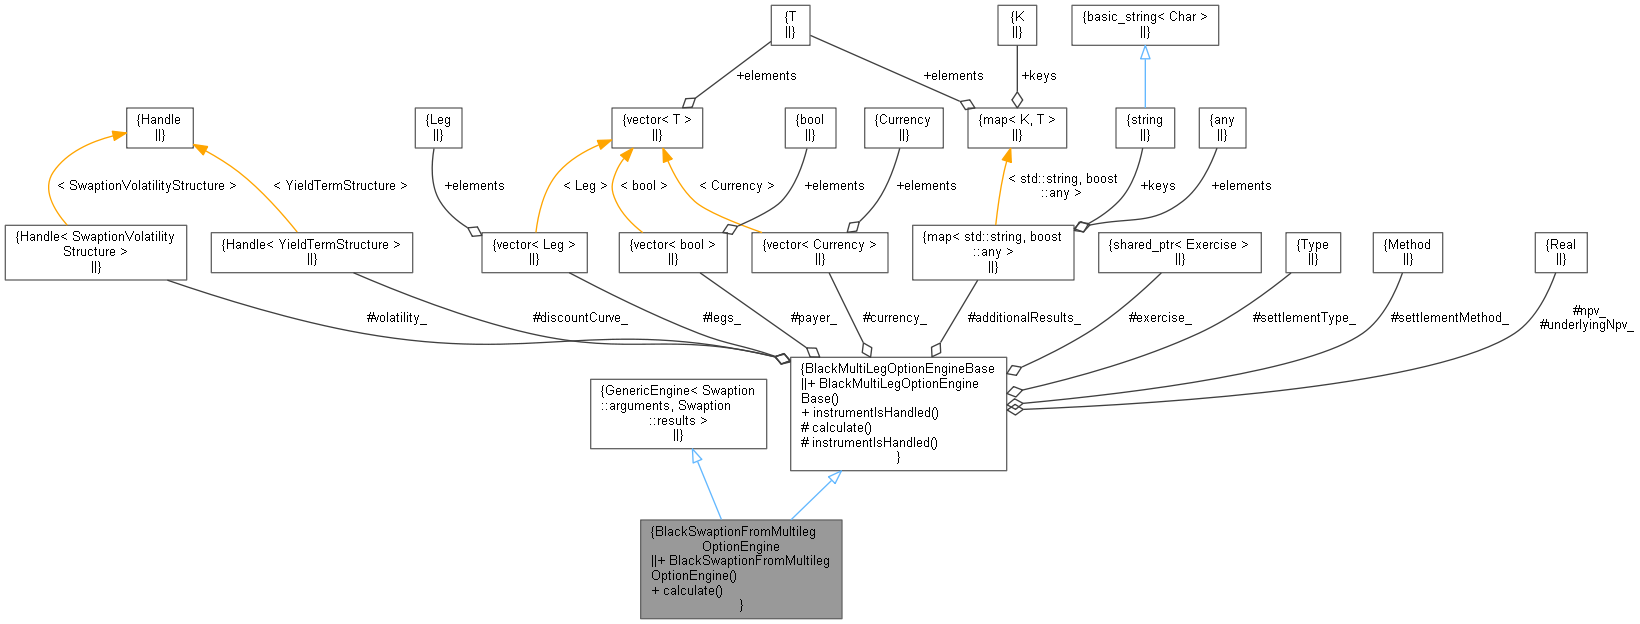 {T
||}
{K
||}
{basic_string< Char >
||}
+elements
+elements
+keys
{Handle
||}
{Leg
||}
{vector< T >
||}
{bool
||}
{Currency
||}
{map< K, T >
||}
{string
||}
{any
||}
< SwaptionVolatilityStructure >
< YieldTermStructure >
+elements
< Leg >
< bool >
< Currency >
+elements
+elements
< std::string, boost
::any >
+keys
+elements
{Handle< SwaptionVolatility
Structure >
||}
{Handle< YieldTermStructure >
||}
{vector< Leg >
||}
{vector< bool >
||}
{vector< Currency >
||}
{map< std::string, boost
::any >
||}
{shared_ptr< Exercise >
||}
{Type
||}
{Method
||}
{Real
||}
#volatility_
#discountCurve_
#legs_
#payer_
#currency_
#additionalResults_
#exercise_
#settlementType_
#settlementMethod_
#npv_
#underlyingNpv_
{GenericEngine< Swaption
::arguments, Swaption
::results >
||}
{BlackMultiLegOptionEngineBase
||+ BlackMultiLegOptionEngine
Base()
+ instrumentIsHandled()
# calculate()
# instrumentIsHandled()
}
{BlackSwaptionFromMultileg
OptionEngine
||+ BlackSwaptionFromMultileg
OptionEngine()
+ calculate()
}